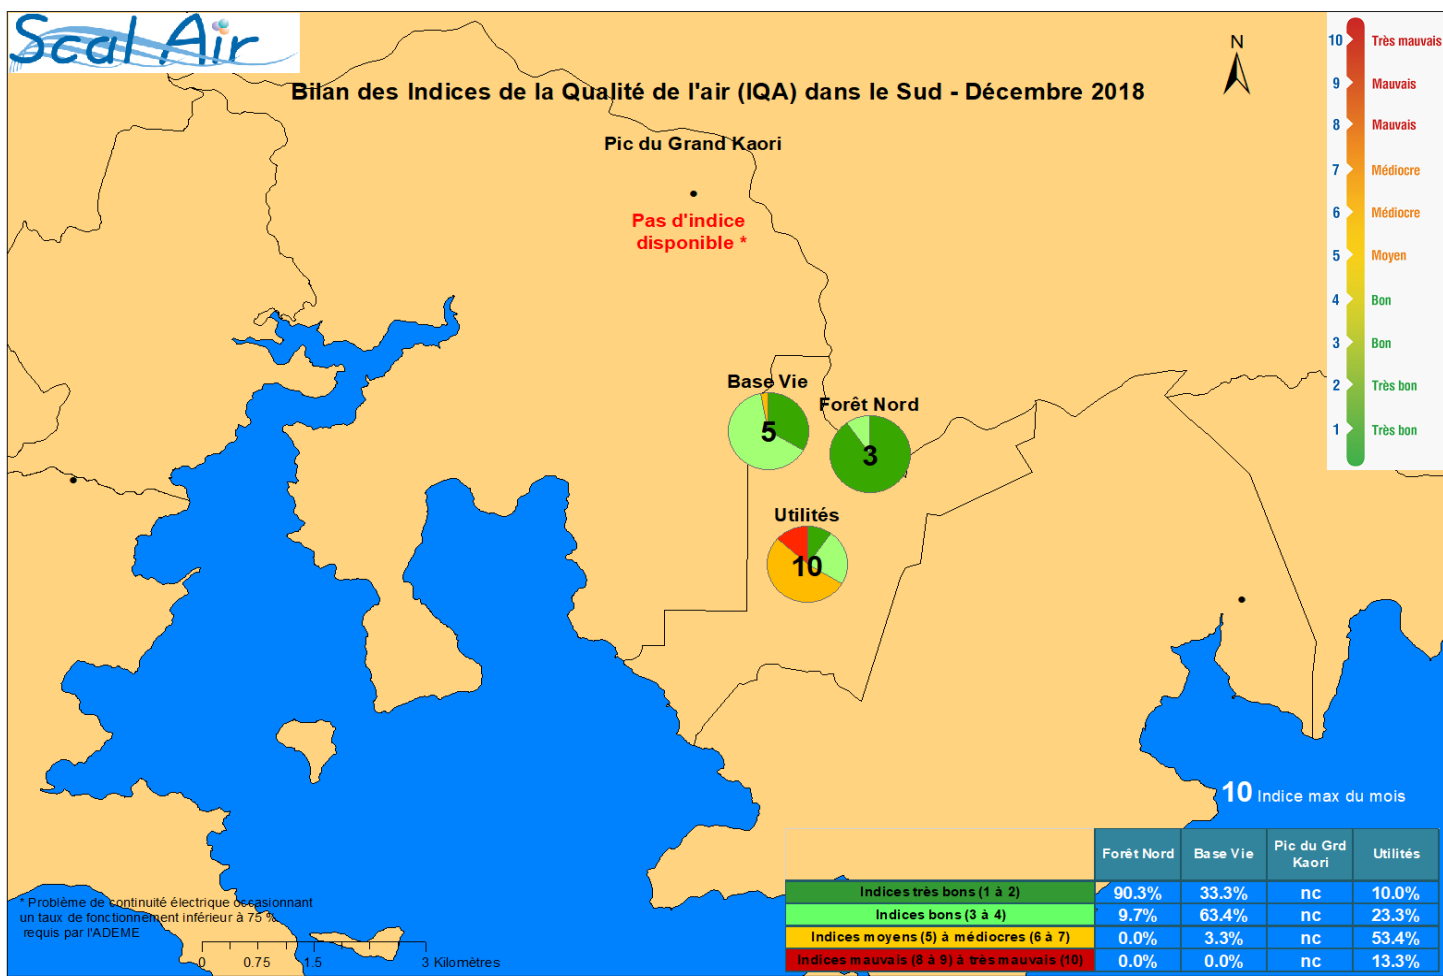 Scal Air
Bilan des Indices de la Qualité de l'air (IQA) dans le Sud - Décembre 2018
N
10 Très mauvais
9 Mauvais
8 Mauvais
7 Médiocre
6 Médiocre
5 Moyen
4 Bon
3 Bon
2 Très bon
1 Très bon
Pic du Grand Kaori
Pas d'indice
disponible *
Base Vie
5
Forêt Nord
3
Utilités
10
10 Indice max du mois
Forêt Nord Base Vie Pic du Grd Kaori Utilités
Indices très bons (1 à 2) 90.3% 33.3% nc 10.0%
Indices bons (3 à 4) 9.7% 63.4% nc 23.3%
Indices moyens (5) à médiocres (6 à 7) 0.0% 3.3% nc 53.4%
Indices mauvais (8 à 9) à très mauvais (10) 0.0% 0.0% nc 13.3%
* Problème de continuité électrique occasionnant
un taux de fonctionnement inférieur à 75 %
requis par l'ADEME
0 0.75 1.5 3 Kilomètres